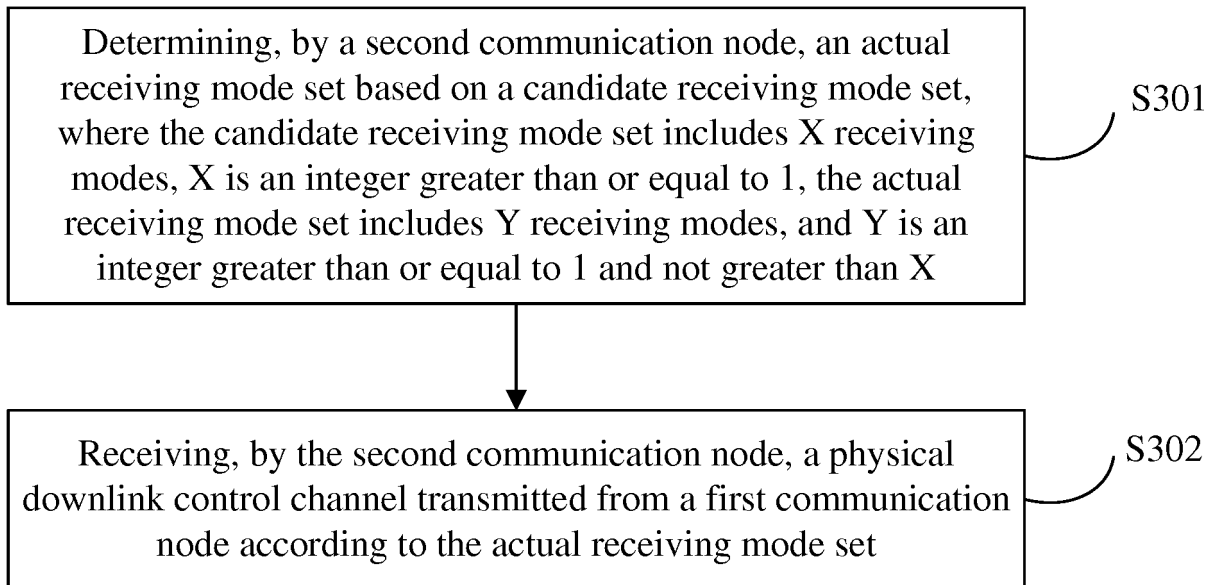 Determining, by a second communication node, an actual
receiving mode set based on a candidate receiving mode set,
where the candidate receiving mode set includes X receiving
modes, X is an integer greater than or equal to 1, the actual
receiving mode set includes Y receiving modes, and Y is an
integer greater than or equal to 1 and not greater than X
S301
Receiving, by the second communication node, a physical
downlink control channel transmitted from a first communication
node according to the actual receiving mode set
S302